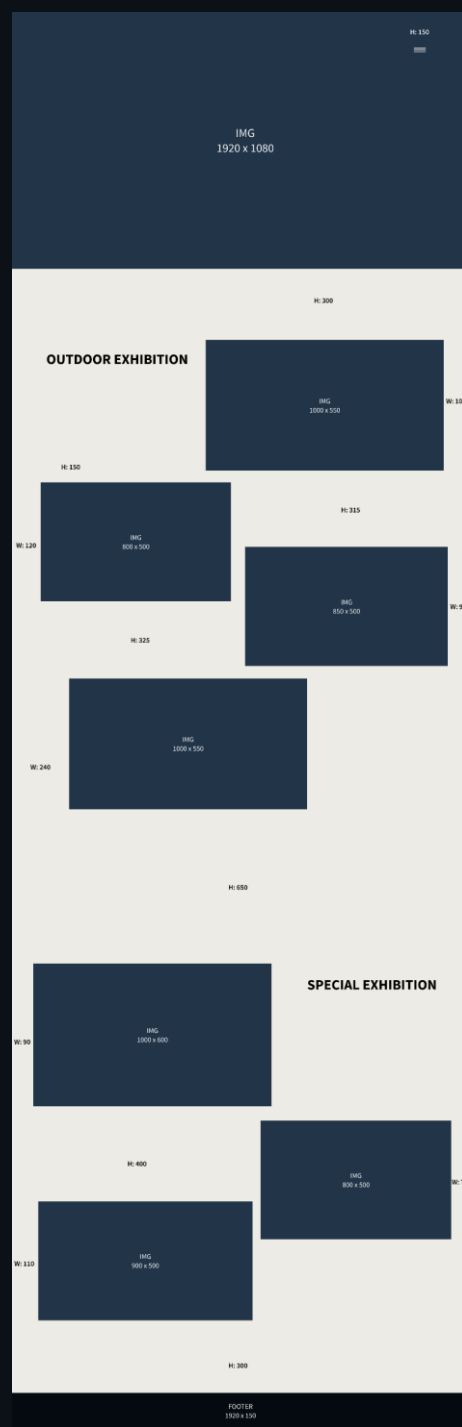 H: 150
IMG
1920 x 1080
H: 300
OUTDOOR EXHIBITION
IMG
1000 x 550
H: 150
IMG
800 x 500
W: 120
H: 315
IMG
850 x 500
H: 325
IMG
1000 x 550
W: 240
H: 650
SPECIAL EXHIBITION
IMG
1000 x 600
W: 90
H: 400
IMG
800 x 500
IMG
900 x 500
W: 110
H: 300
FOOTER
1920 x 150